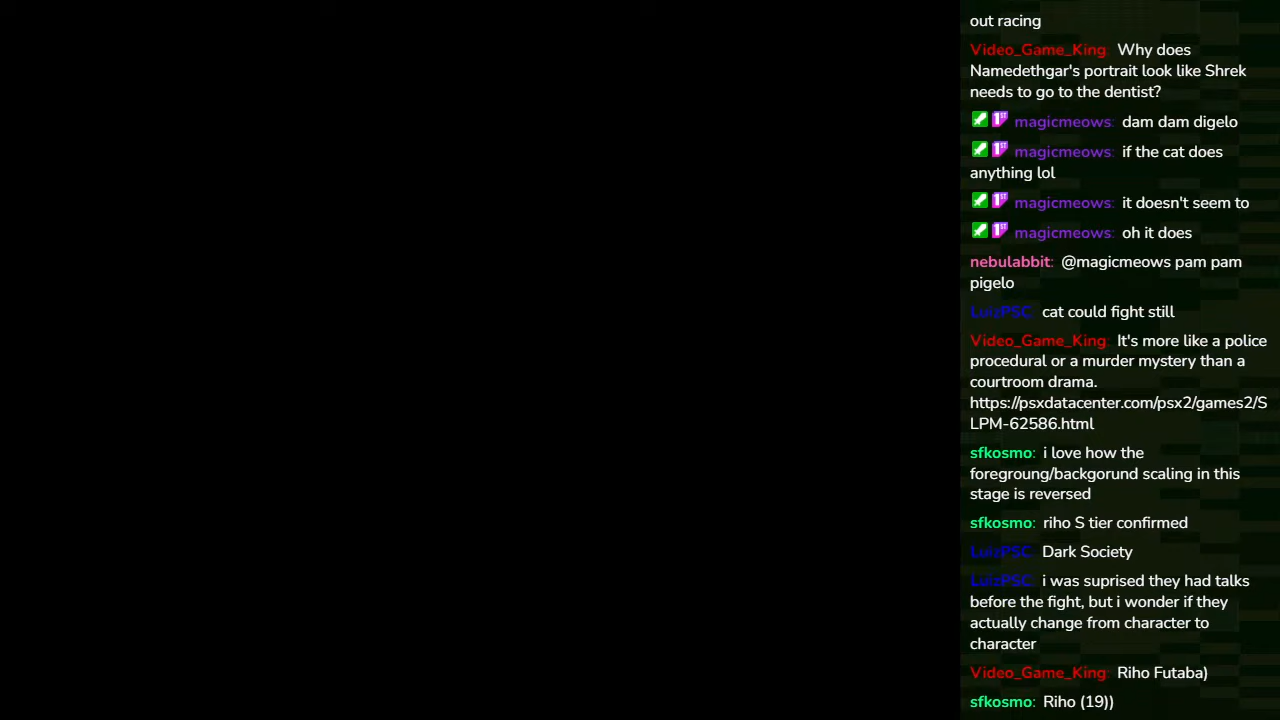 out racing
Video_Game_King: Why does
Namedethgar's portrait look like Shrek
needs to go to the dentist?
1ST magicmeows: dam dam digelo
1ST magicmeows: if the cat does
anything lol
1ST magicmeows: it doesn't seem to
1ST magicmeows: oh it does
nebulabbit: @magicmeows pam pam
pigelo
LuizPSC: cat could fight still
Video_Game_King: It's more like a police
procedural or a murder mystery than a
courtroom drama.
https://psxdatacenter.com/psx2/games2/S
LPM-62586.html
sfkosmo: i love how the
foregroung/backgorund scaling in this
stage is reversed
sfkosmo: riho S tier confirmed
LuizPSC: Dark Society
LuizPSC: i was suprised they had talks
before the fight, but i wonder if they
actually change from character to
character
Video_Game_King: Riho Futaba)
sfkosmo: Riho (19))